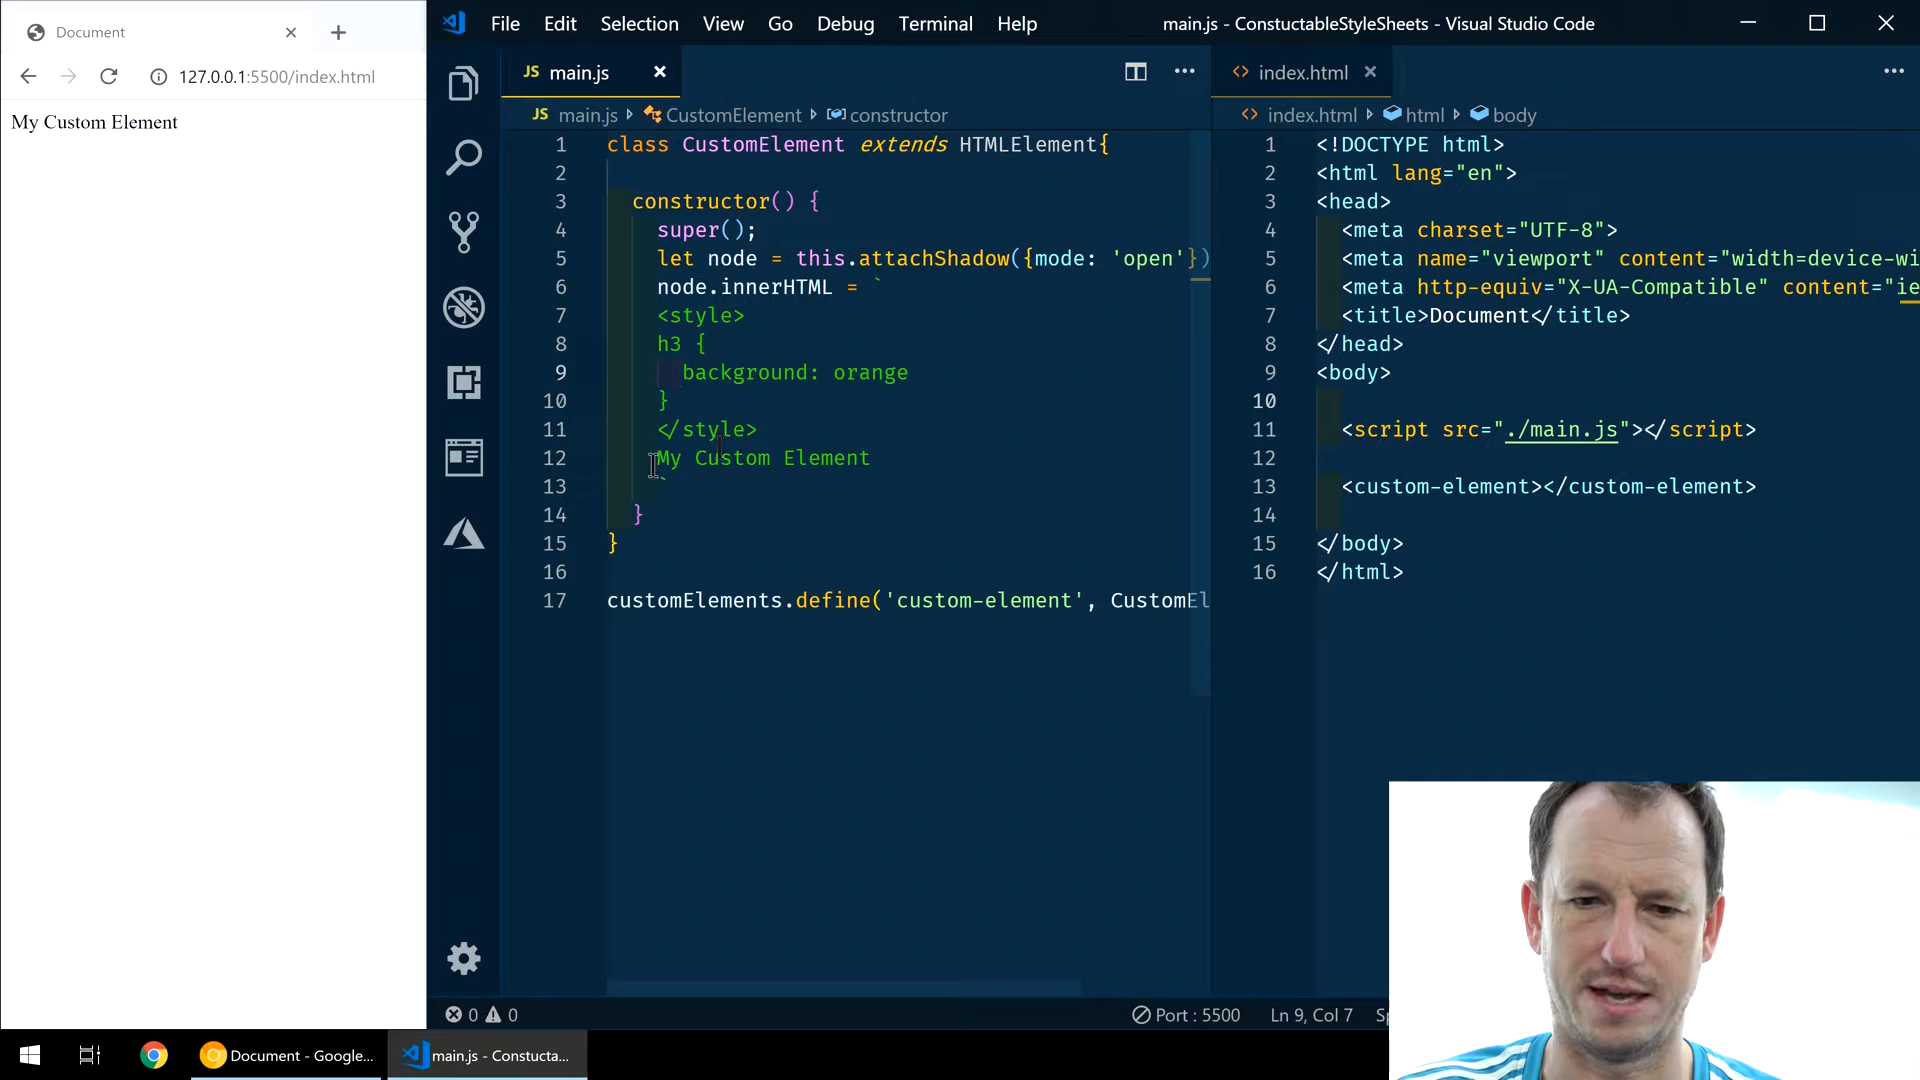 Document
127.0.0.1:5500/index.html
My Custom Element
File Edit Selection View Go Debug Terminal Help
main.js - ConstuctableStyleSheets - Visual Studio Code
JS main.js
JS main.js CustomElement constructor
1 class CustomElement extends HTMLElement{
2
3 constructor() {
4 super();
5 let node = this.attachShadow({mode: 'open'})
6 node.innerHTML = `
7 <style>
8 h3 {
9 background: orange
10 }
11 </style>
12 My Custom Element
13 `
14 }
15 }
16
17 customElements.define('custom-element', CustomEl
index.html
index.html html body
1 <!DOCTYPE html>
2 <html lang="en">
3 <head>
4 <meta charset="UTF-8">
5 <meta name="viewport" content="width=device-wi
6 <meta http-equiv="X-UA-Compatible" content="ie
7 <title>Document</title>
8 </head>
9 <body>
10
11 <script src="./main.js"></script>
12
13 <custom-element></custom-element>
14
15 </body>
16 </html>
0 0
Port : 5500 Ln 9, Col 7 Sp
Document - Google...
main.js - Constucta...